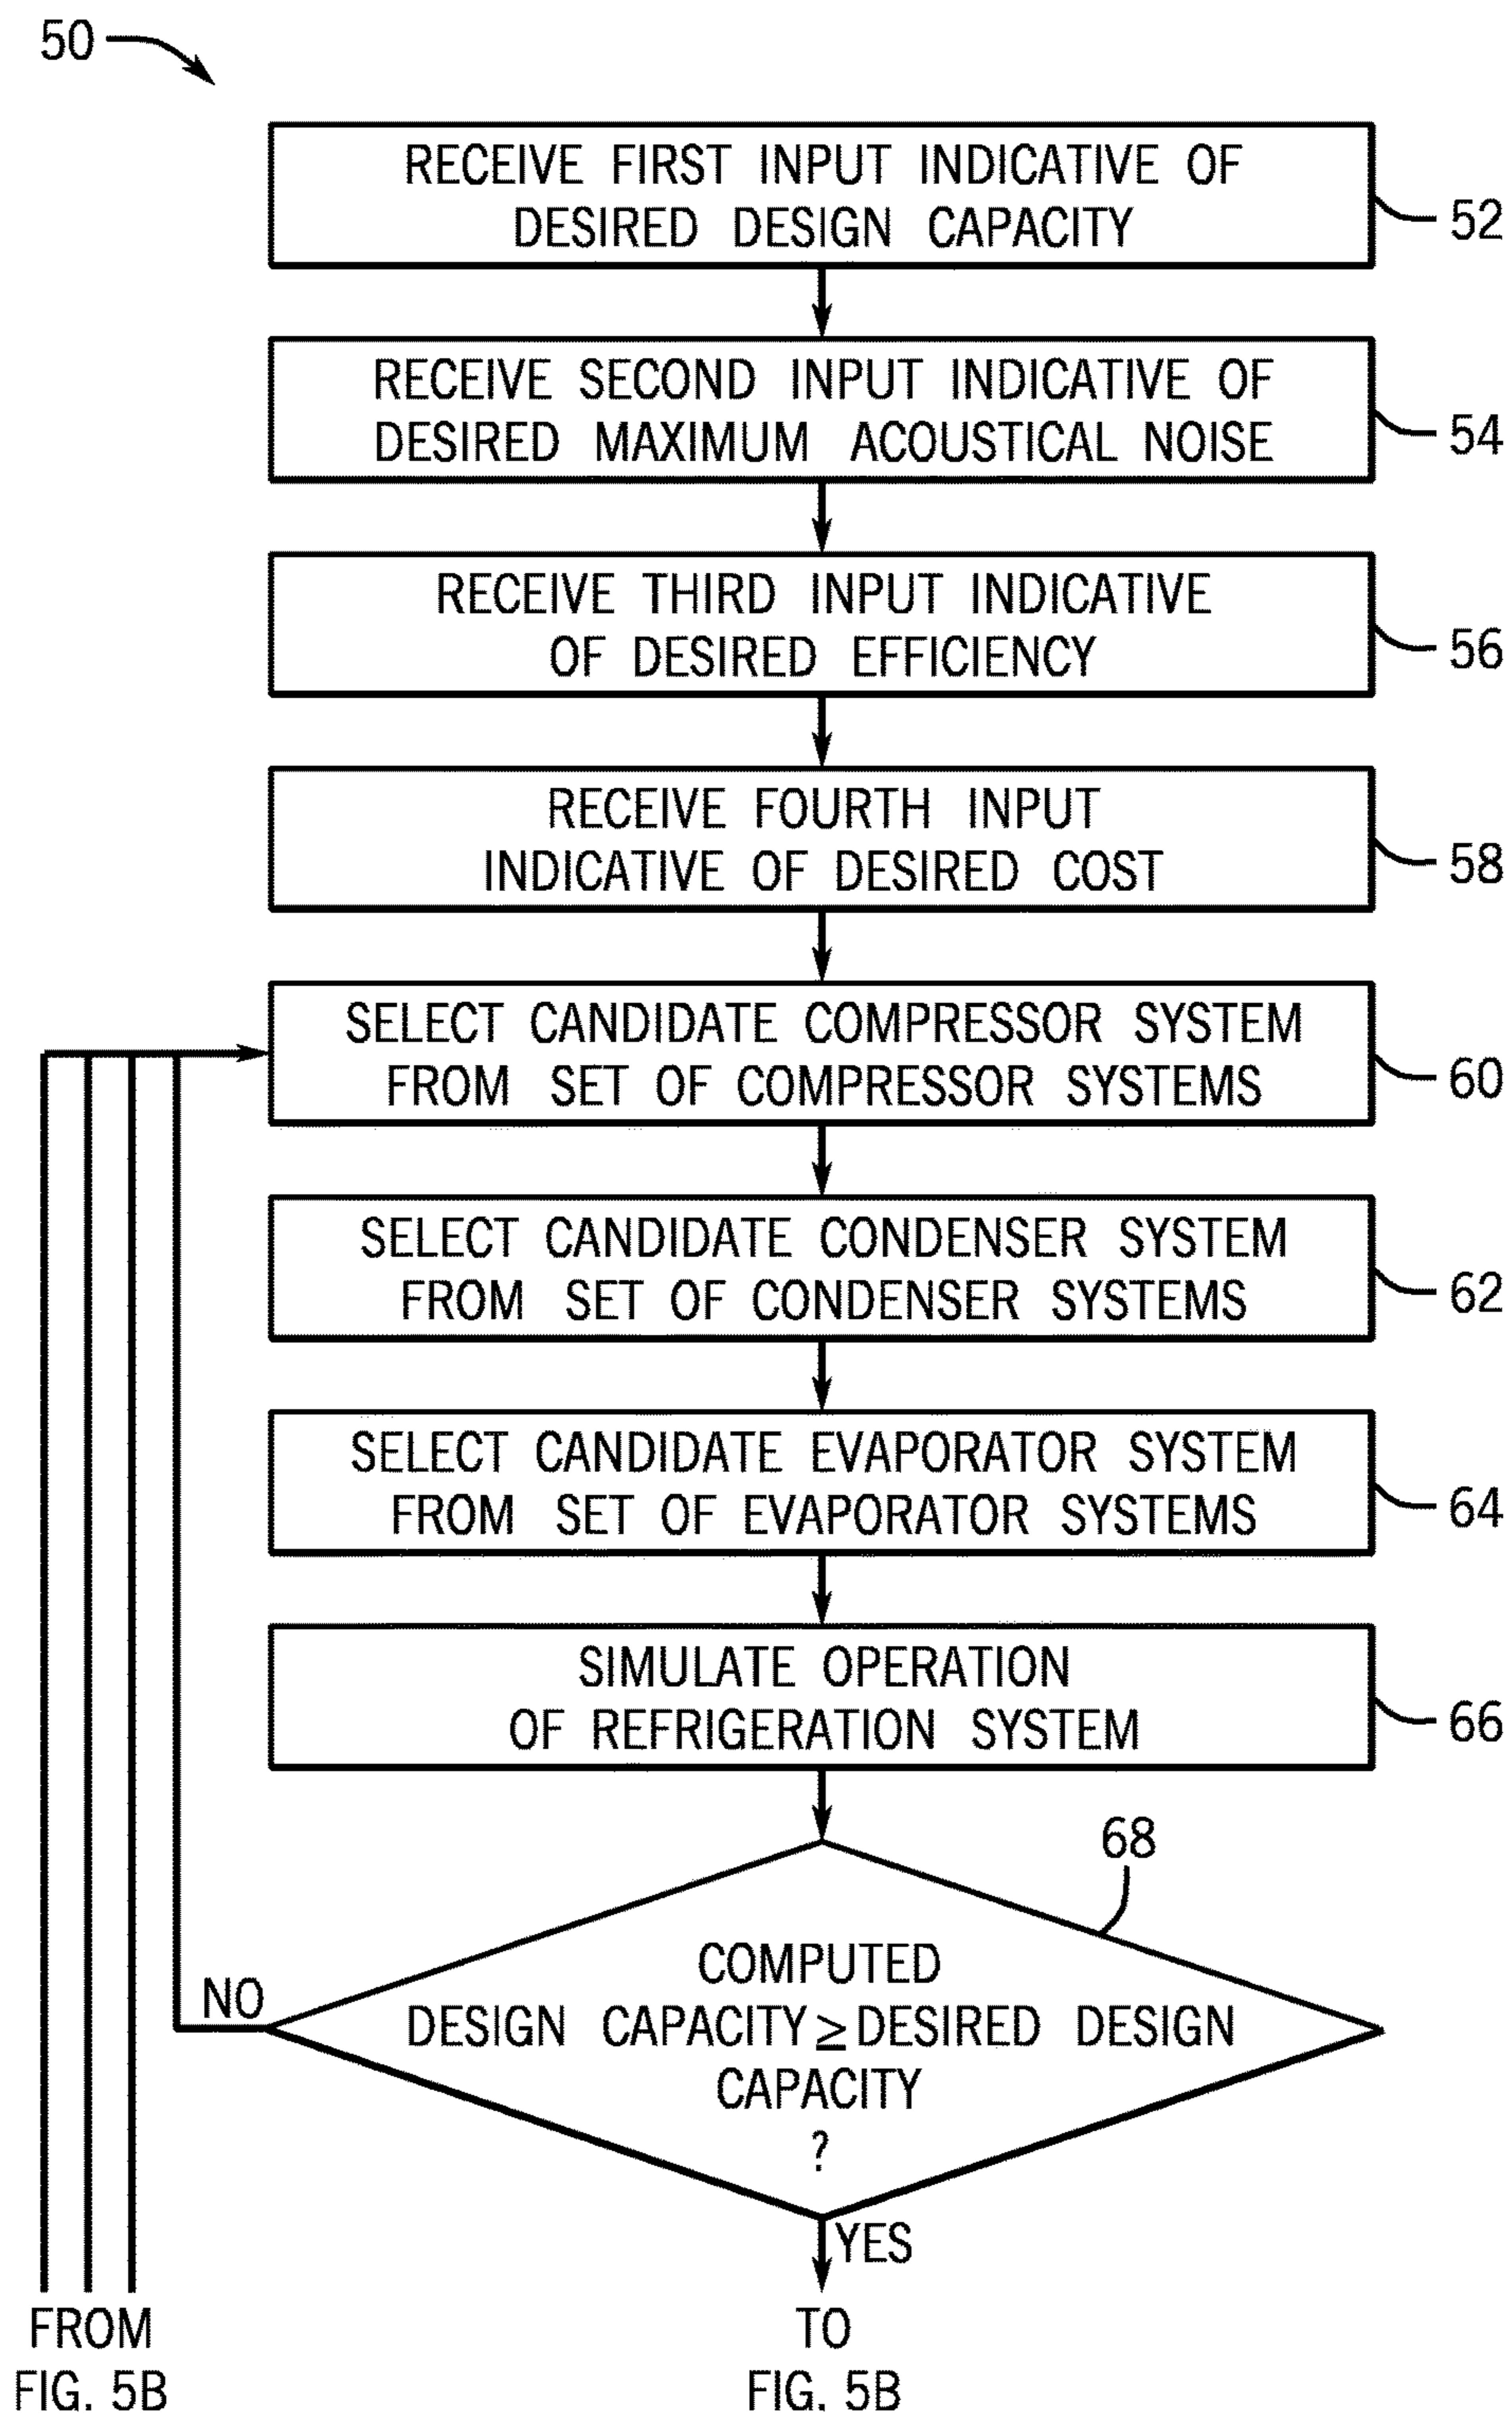 50
RECEIVE FIRST INPUT INDICATIVE OF
DESIRED DESIGN CAPACITY
52
RECEIVE SECOND INPUT INDICATIVE OF
DESIRED MAXIMUM ACOUSTICAL NOISE
54
RECEIVE THIRD INPUT INDICATIVE
OF DESIRED EFFICIENCY
56
RECEIVE FOURTH INPUT
INDICATIVE OF DESIRED COST
58
SELECT CANDIDATE COMPRESSOR SYSTEM
FROM SET OF COMPRESSOR SYSTEMS
60
SELECT CANDIDATE CONDENSER SYSTEM
FROM SET OF CONDENSER SYSTEMS
62
SELECT CANDIDATE EVAPORATOR SYSTEM
FROM SET OF EVAPORATOR SYSTEMS
64
SIMULATE OPERATION
OF REFRIGERATION SYSTEM
66
68
COMPUTED
DESIGN CAPACITY ≥ DESIRED DESIGN
CAPACITY
?
NO
YES
FROM
FIG. 5B
TO
FIG. 5B